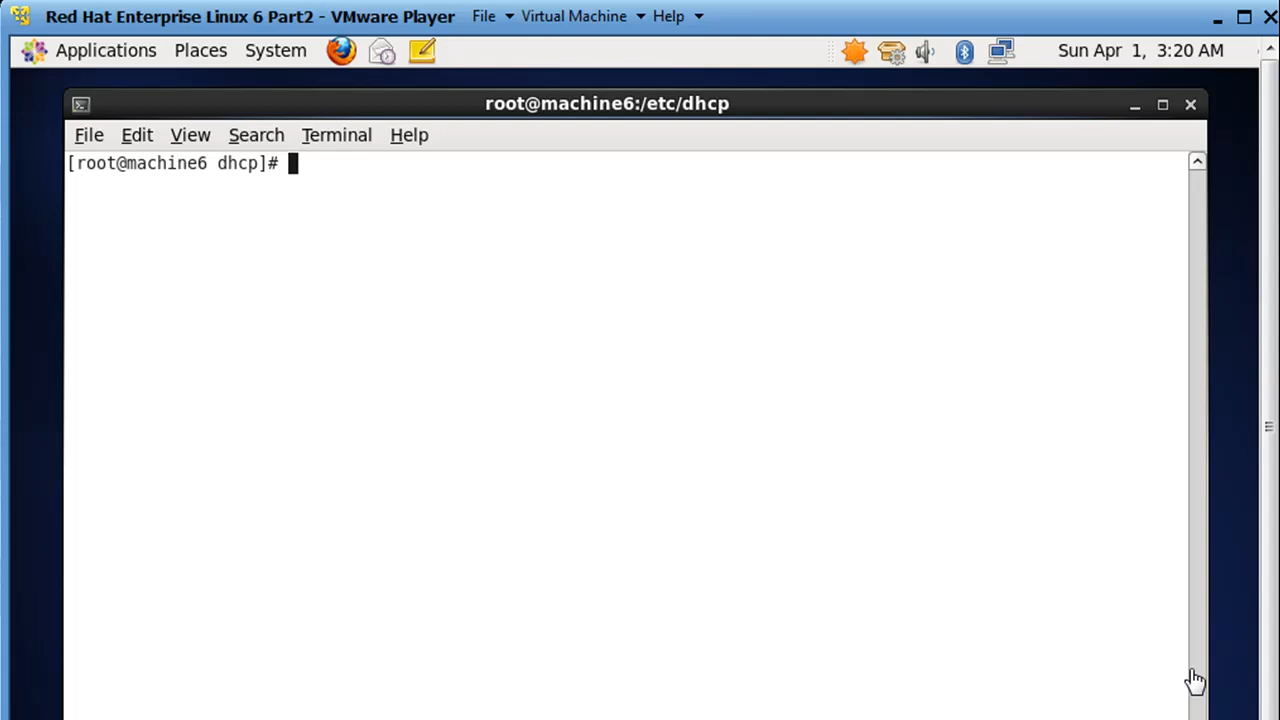 Red Hat Enterprise Linux 6 Part2 - VMware Player File Virtual Machine Help
Applications Places System Sun Apr 1, 3:20 AM
root@machine6:/etc/dhcp
File Edit View Search Terminal Help
[root@machine6 dhcp]#